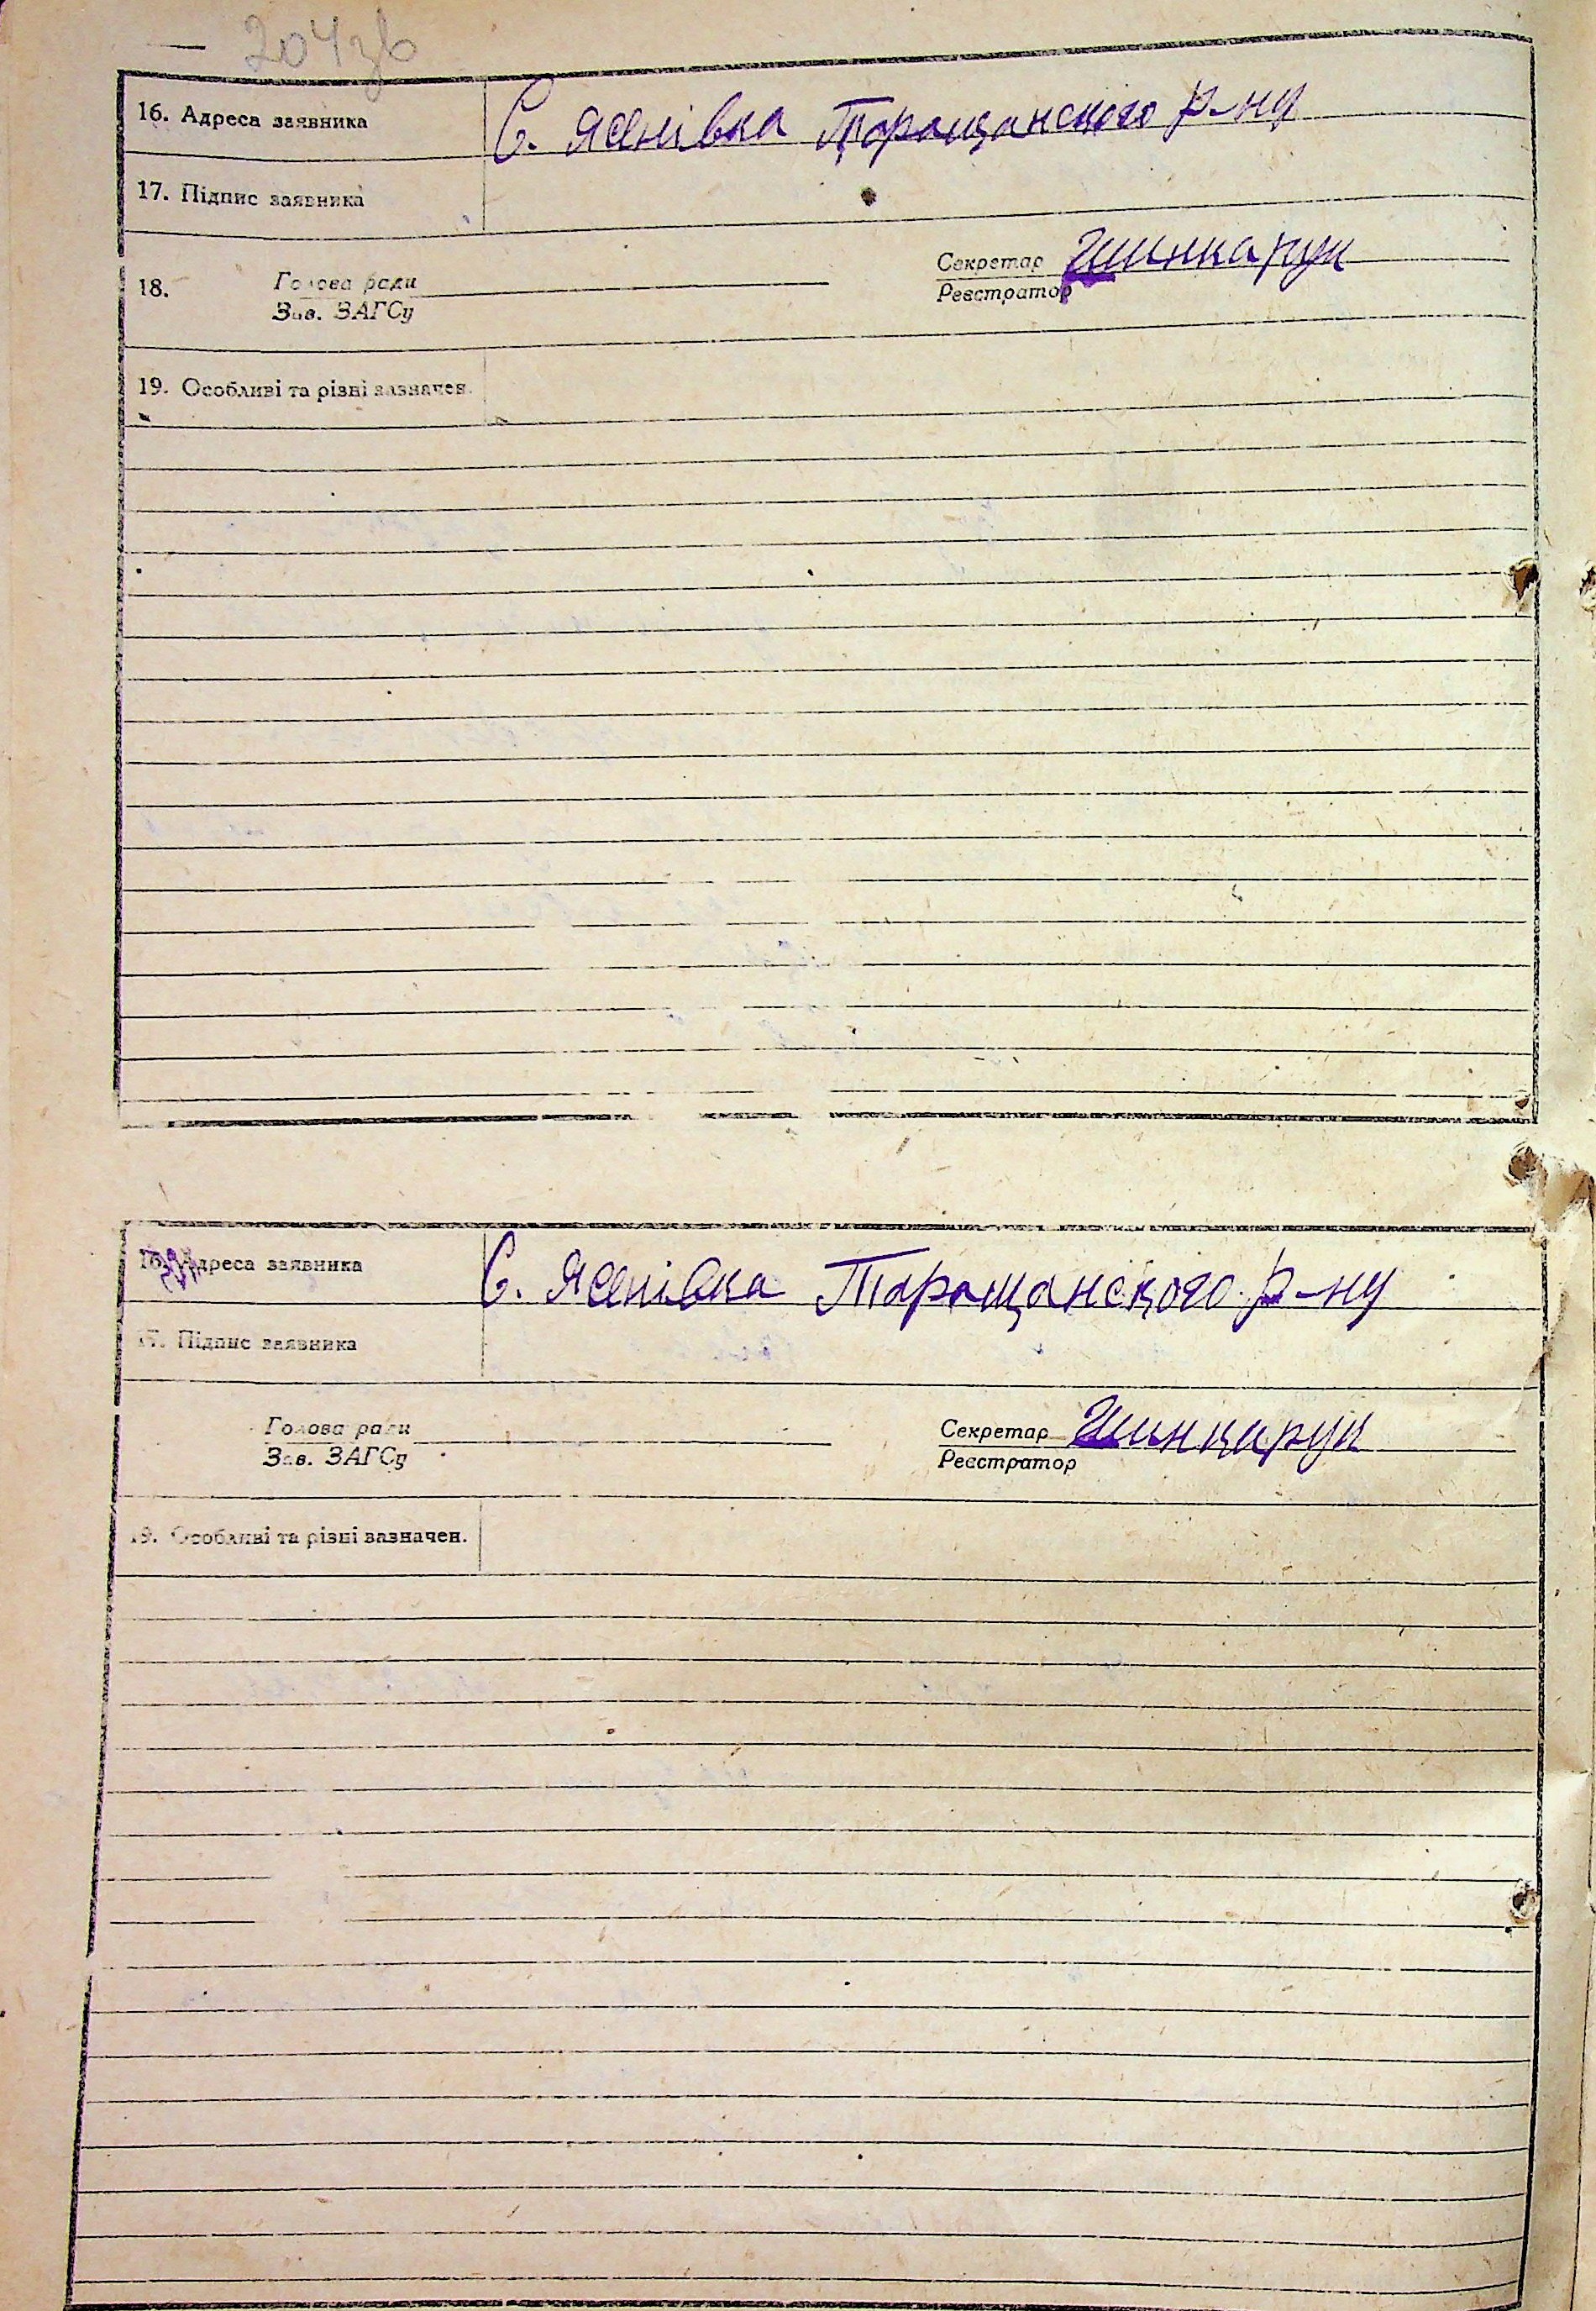 204зв
16. Адреса заявника С. Ясенівка Таращанського р-ну
17. Підпис заявника
18. Голова ради Секретар Шинкарук
Зав. ЗАГСу Реєстратор
19. Особливі та різні зазначен.
16. Адреса заявника С. Ясенівка Таращанського р-ну
17. Підпис заявника
Голова ради Секретар Шинкарук
Зав. ЗАГСу Реєстратор
19. Особливі та різні зазначен.